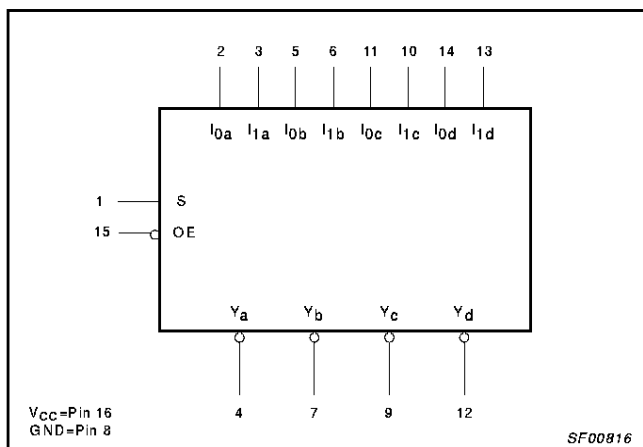 2 3 5 6 11 10 14 13
I0a I1a I0b I1b I0c I1c I0d I1d
1 S
15 OE
Ya Yb Yc Yd
4 7 9 12
VCC=Pin 16
GND=Pin 8
SF00816